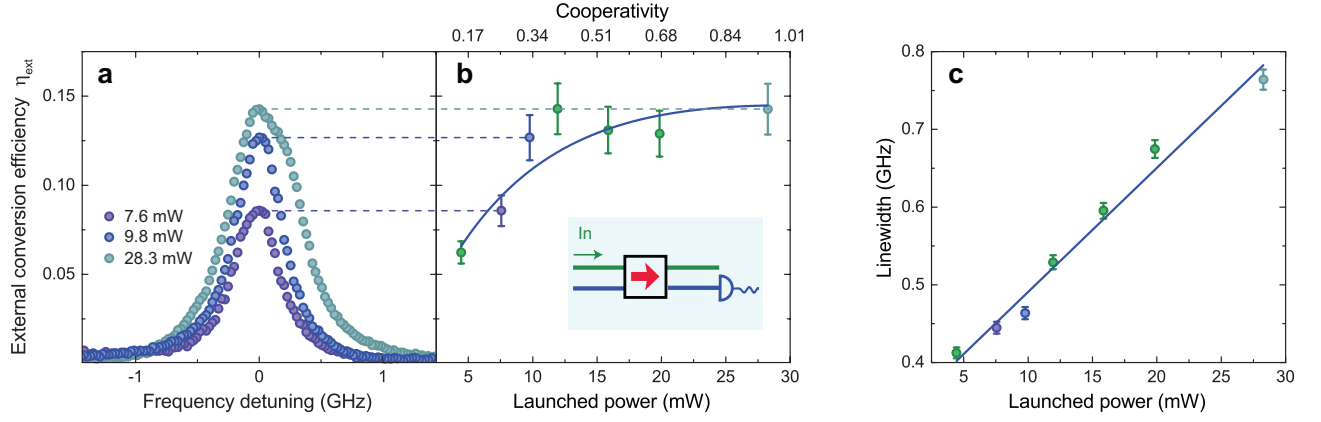 Cooperativity
0.17 0.34 0.51 0.68 0.84 1.01
a
b
c
External conversion efficiency ηext
0.15
0.10
0.05
7.6 mW
9.8 mW
28.3 mW
-1 0 1
Frequency detuning (GHz)
In
5 10 15 20 25 30
Launched power (mW)
Linewidth (GHz)
0.8
0.7
0.6
0.5
0.4
5 10 15 20 25 30
Launched power (mW)